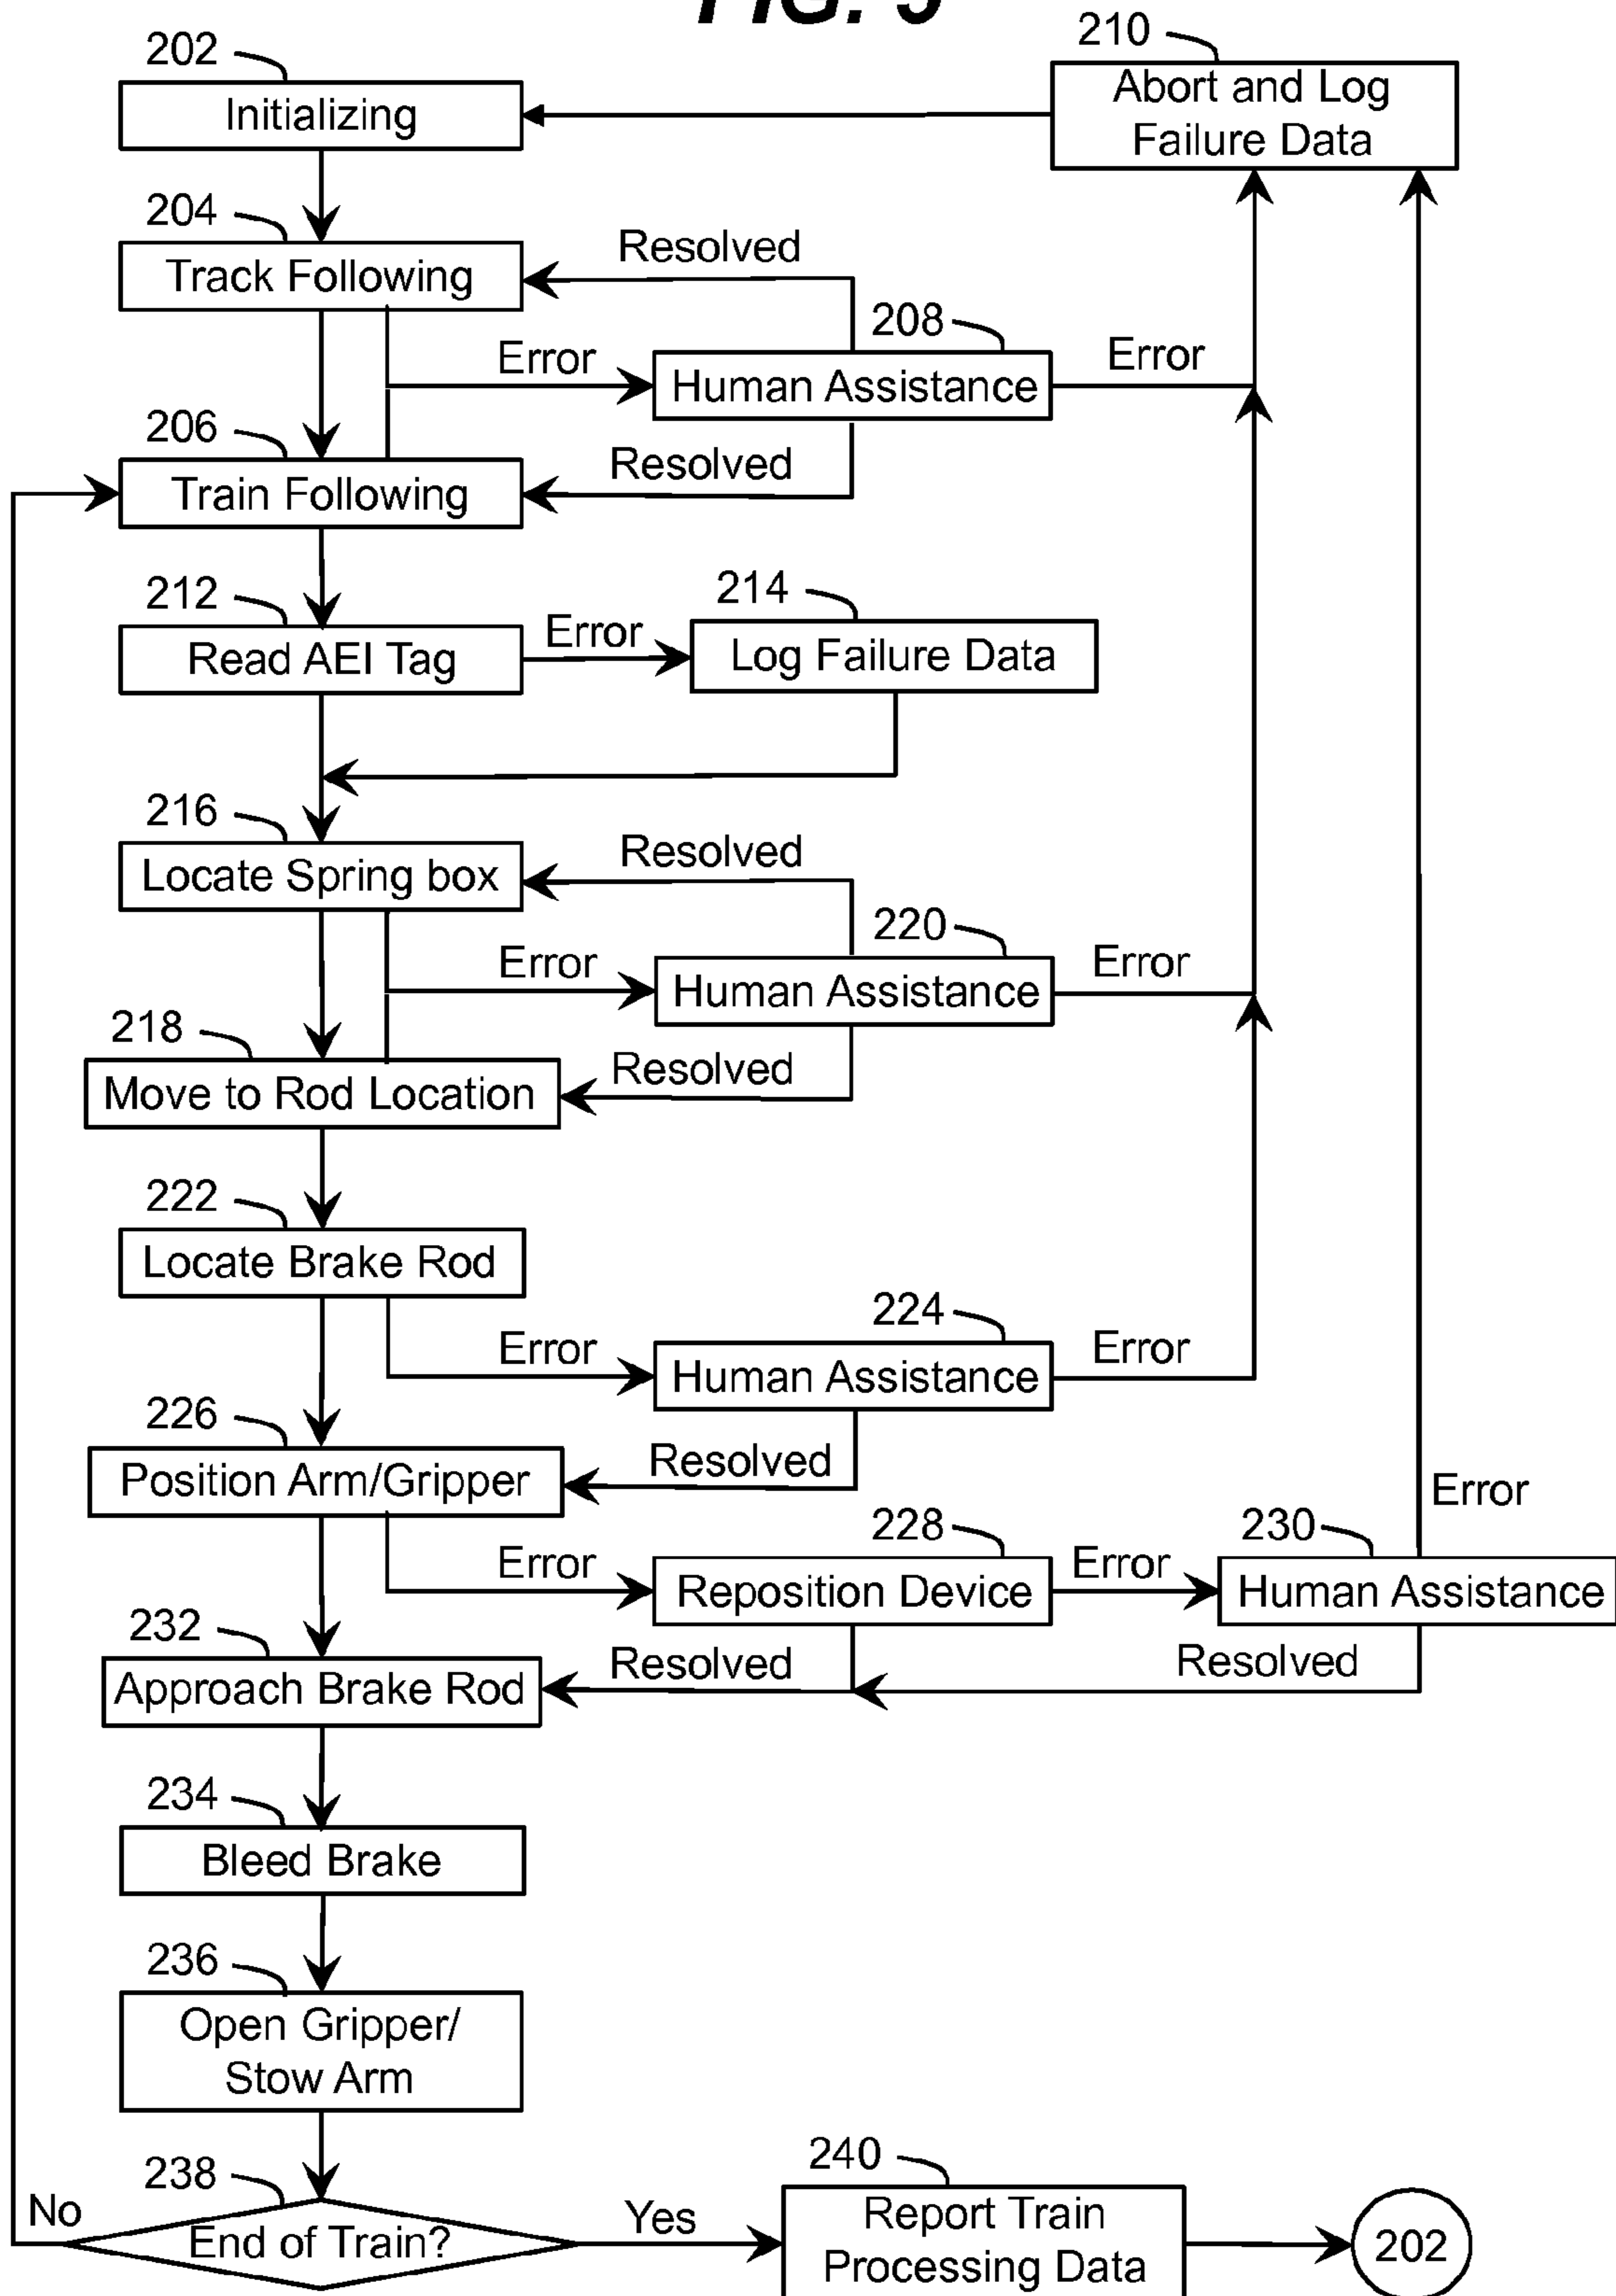 FIG.
202
210
Initializing
Abort and Log
Failure Data
204
Track Following
Resolved
208
Error
Human Assistance
Error
206
Train Following
Resolved
212
214
Read AEI Tag
Error
Log Failure Data
216
Locate Spring box
Resolved
220
Error
Human Assistance
Error
218
Move to Rod Location
Resolved
222
Locate Brake Rod
224
Error
Human Assistance
Error
226
Position Arm/Gripper
Resolved
Error
228
230
Error
Reposition Device
Error
Human Assistance
232
Approach Brake Rod
Resolved
Resolved
234
Bleed Brake
236
Open Gripper/
Stow Arm
238
240
No
End of Train?
Yes
Report Train
Processing Data
202